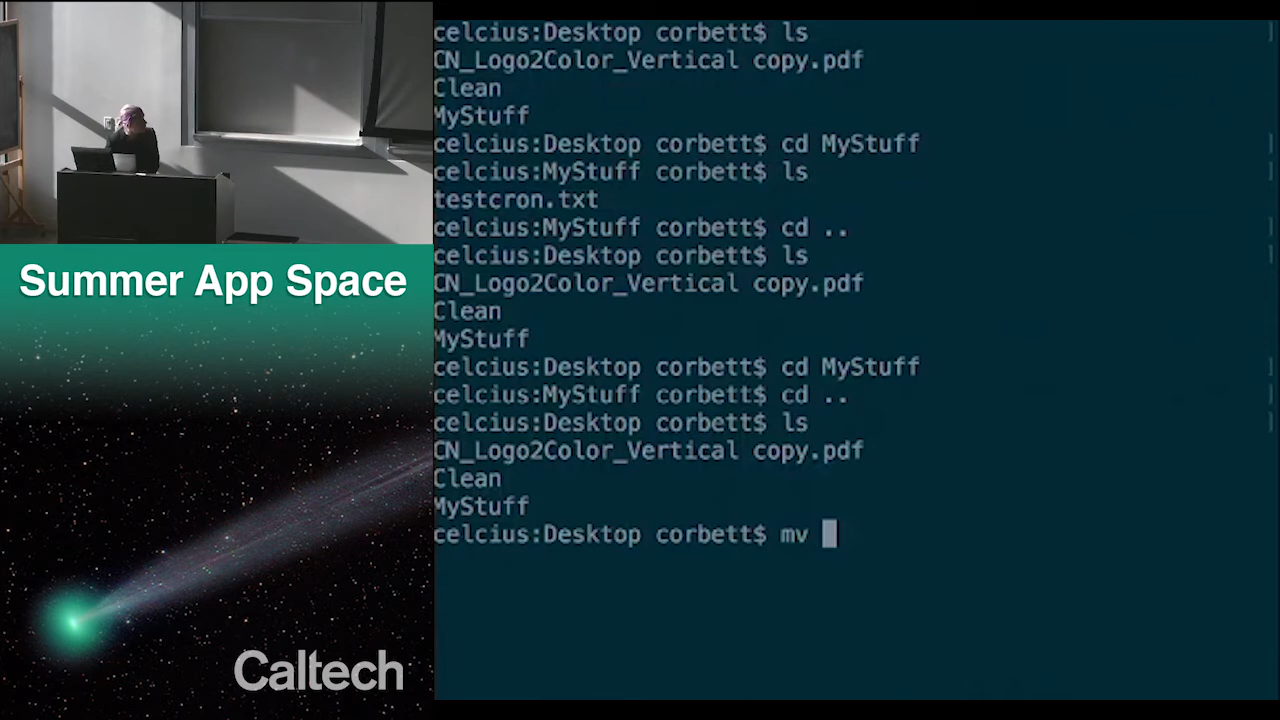 celcius:Desktop corbett$ ls
CN_Logo2Color_Vertical copy.pdf
Clean
MyStuff
celcius:Desktop corbett$ cd MyStuff
celcius:MyStuff corbett$ ls
testcron.txt
celcius:MyStuff corbett$ cd ..
celcius:Desktop corbett$ ls
CN_Logo2Color_Vertical copy.pdf
Clean
MyStuff
celcius:Desktop corbett$ cd MyStuff
celcius:MyStuff corbett$ cd ..
celcius:Desktop corbett$ ls
CN_Logo2Color_Vertical copy.pdf
Clean
MyStuff
celcius:Desktop corbett$ mv
Summer App Space
Caltech